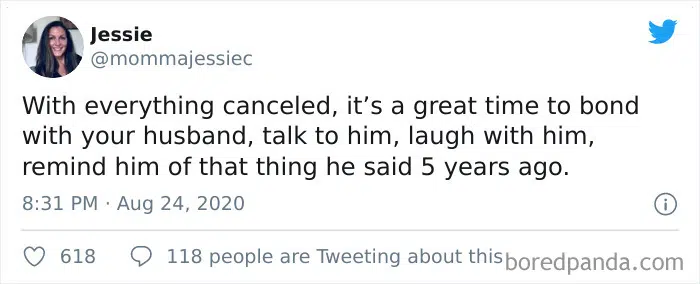 Jessie
@mommajessiec
With everything canceled, it’s a great time to bond
with your husband, talk to him, laugh with him,
remind him of that thing he said 5 years ago.
8:31 PM · Aug 24, 2020
618 118 people are Tweeting about this
boredpanda.com